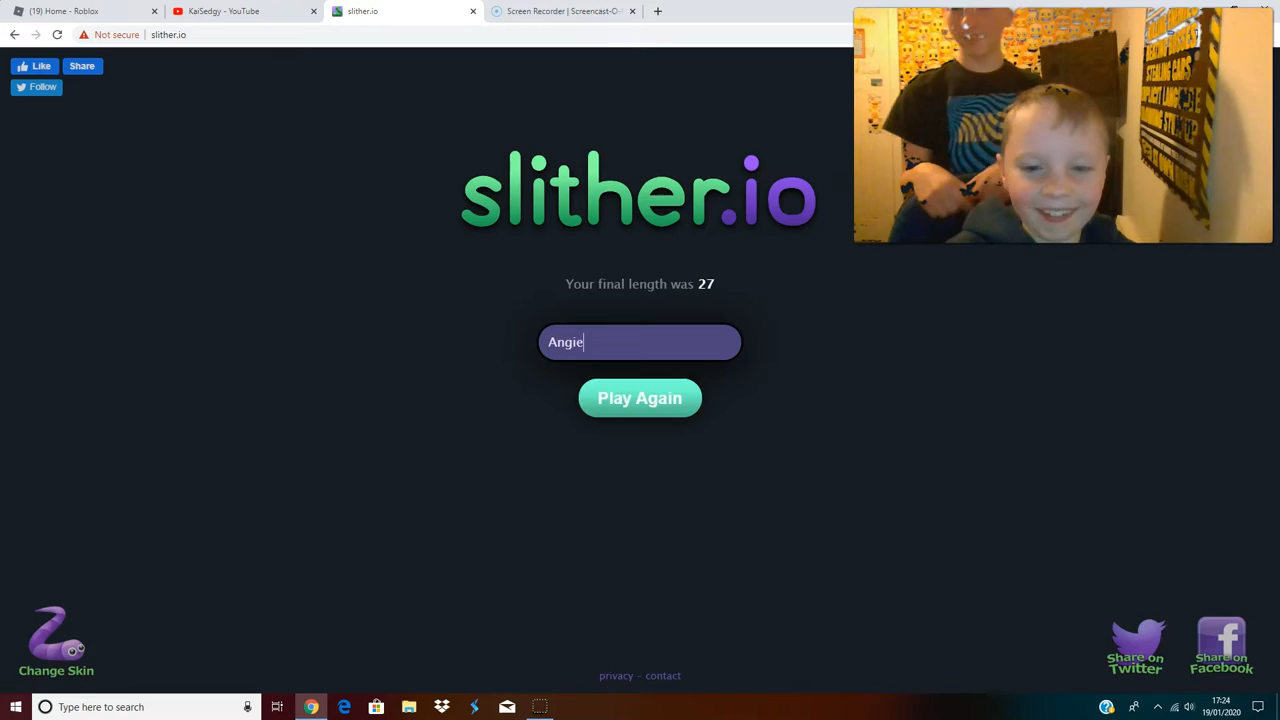 (19) Home - Roblox
KaiSedgy - YouTube
slither.io
Screen Recorder | Screencast-O-
Not secure
slither.io
Like
Share
Follow
STEALING CARS
slither.io
Your final length was 27
Angie
Play Again
Change Skin
Share on Twitter
Share on Facebook
privacy - contact
Type here to search
17:24
19/01/2020